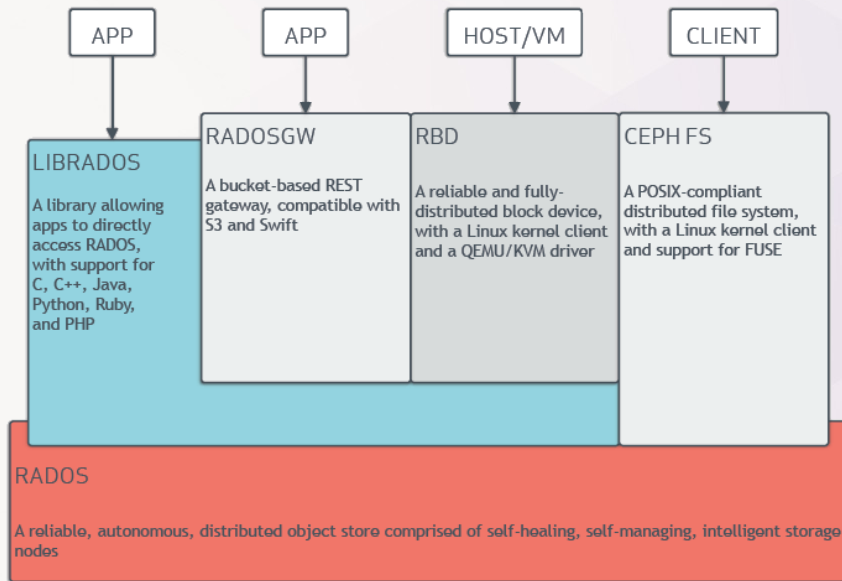 APP
APP
HOST/VM
CLIENT
LIBRADOS
A library allowing
apps to directly
access RADOS,
with support for
C, C++, Java,
Python, Ruby,
and PHP
RADOSGW
A bucket-based REST
gateway, compatible with
S3 and Swift
RBD
A reliable and fully-
distributed block device,
with a Linux kernel client
and a QEMU/KVM driver
CEPH FS
A POSIX-compliant
distributed file system,
with a Linux kernel client
and support for FUSE
RADOS
A reliable, autonomous, distributed object store comprised of self-healing, self-managing, intelligent storage
nodes